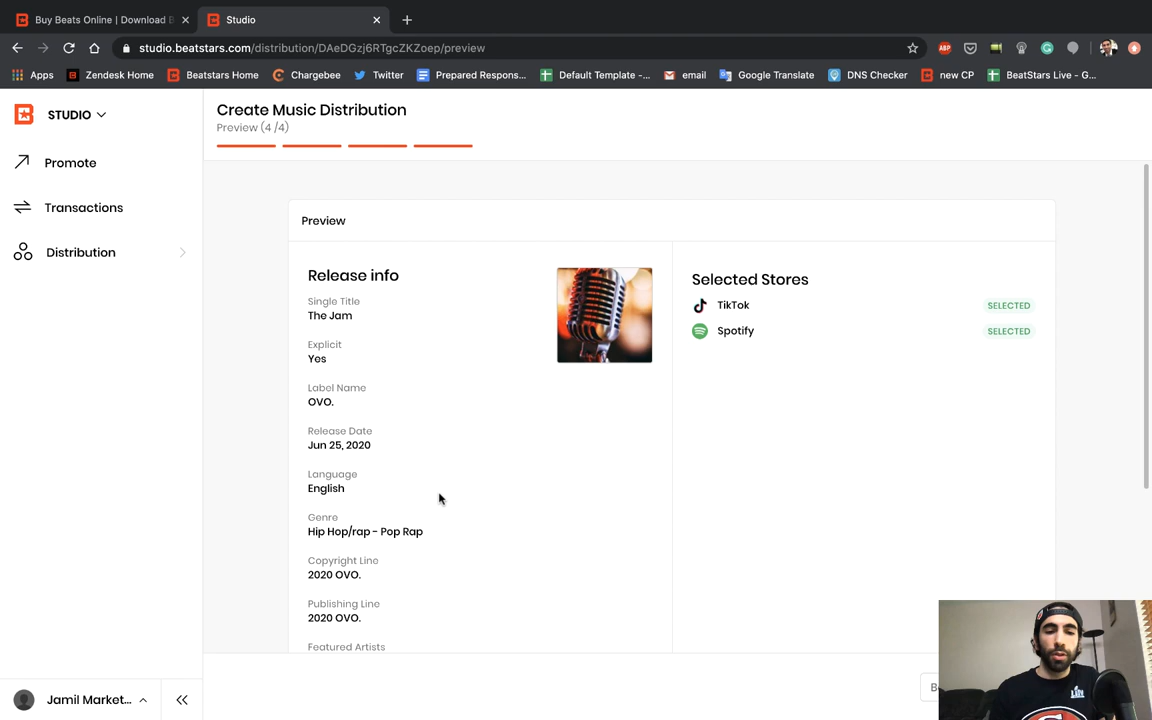 Buy Beats Online | Download B
Studio
studio.beatstars.com/distribution/DAeDGzj6RTgcZKZoep/preview
ABP
Apps
Zendesk Home
Beatstars Home
Chargebee
Twitter
Prepared Respons...
Default Template -...
email
Google Translate
DNS Checker
new CP
BeatStars Live - G...
STUDIO
Create Music Distribution
Preview (4 /4)
Promote
Transactions
Distribution
Preview
Release info
Single Title
The Jam
Explicit
Yes
Label Name
OVO.
Release Date
Jun 25, 2020
Language
English
Genre
Hip Hop/rap - Pop Rap
Copyright Line
2020 OVO.
Publishing Line
2020 OVO.
Featured Artists
Selected Stores
TikTok
SELECTED
Spotify
SELECTED
LIV
Jamil Market...